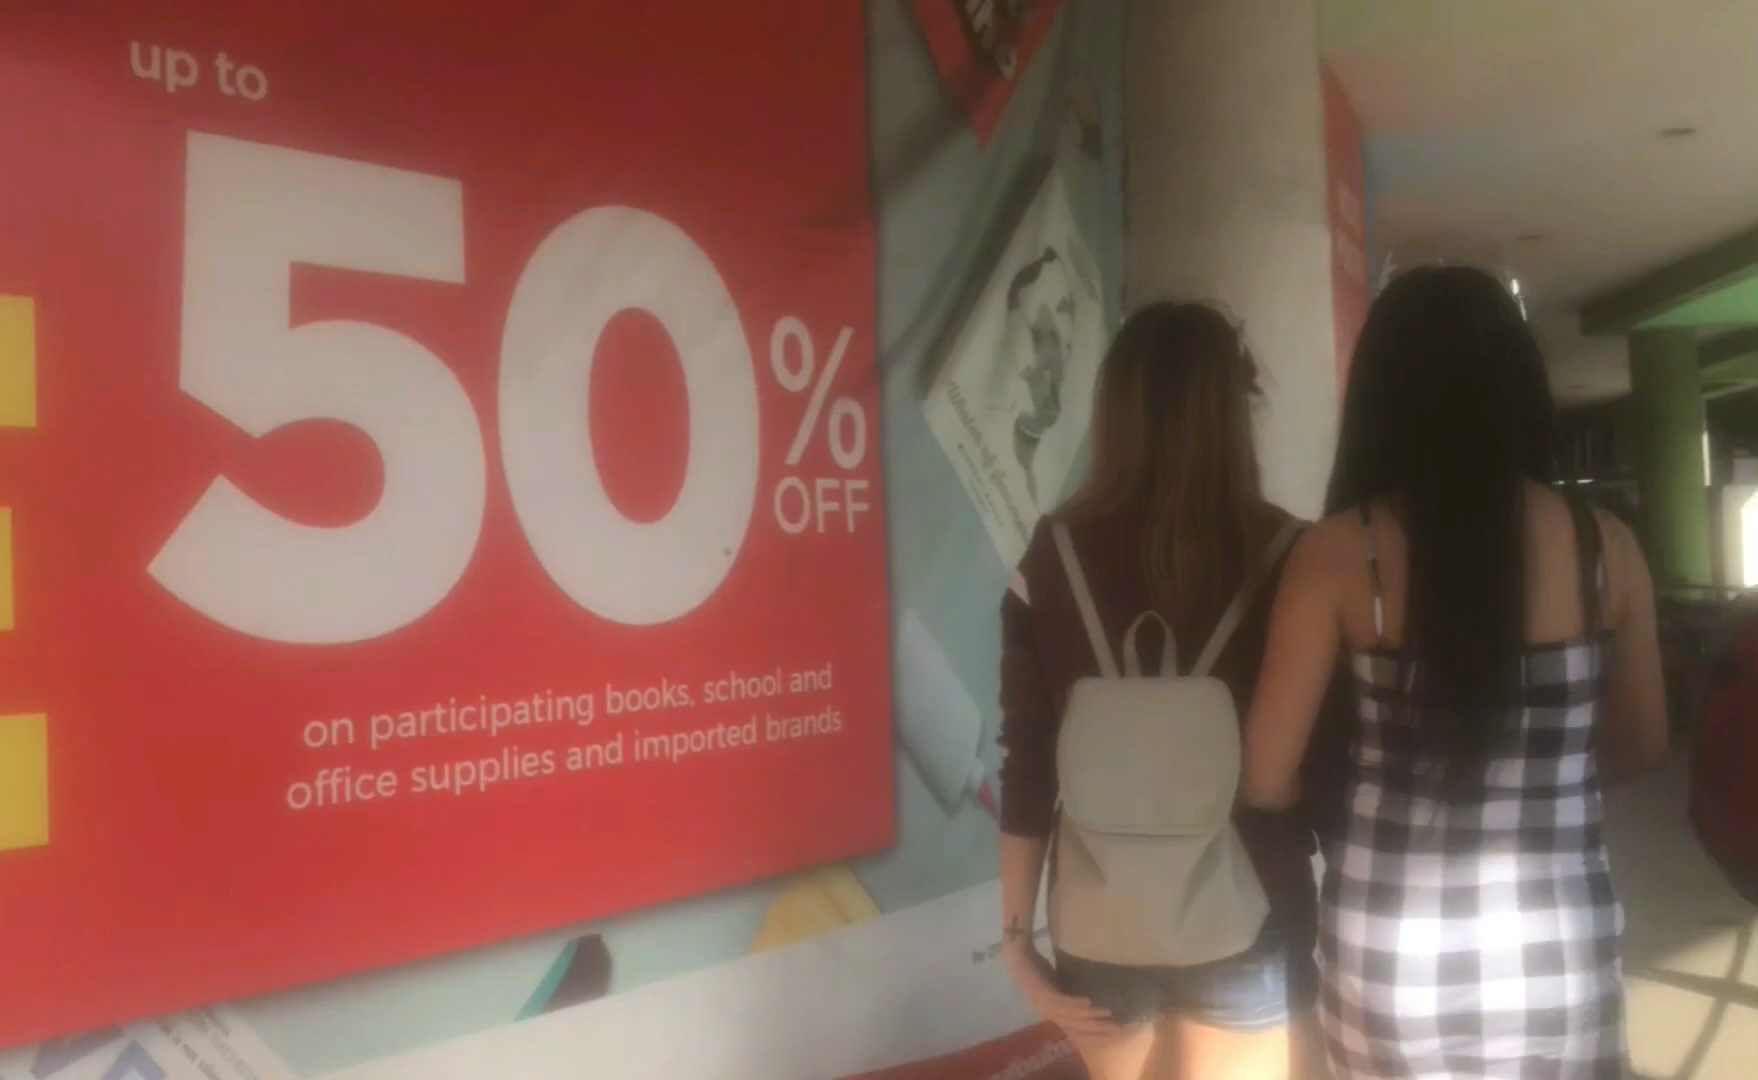 up to
50%
OFF
on participating books, school and
office supplies and imported brands